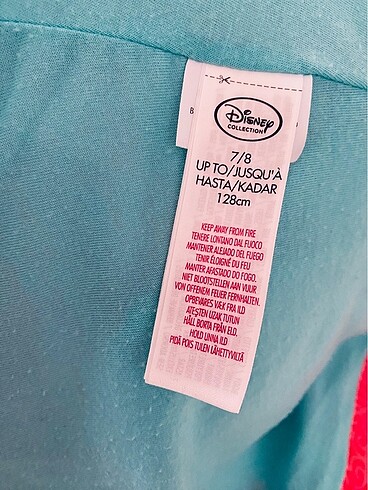 Disney
COLLECTION
7/8
UP TO/JUSQU'À
HASTA/KADAR
128cm
KEEP AWAY FROM FIRE
TENERE LONTANO DAL FUOCO
MANTENER ALEJADO DEL FUEGO
TENIR ÉLOIGNÉ DU FEU
MANTER AFASTADO DO FOGO.
NIET BLOOTSTELLEN AAN VUUR
VON OFFENEM FEUER FERNHALTEN.
OPBEVARES VÆK FRA ILD
ATEŞTEN UZAK TUTUN
HÅLL BORTA FRÅN ELD.
HOLD UNNA ILD
PIDÄ POIS TULEN LÄHETTYVILTÄ